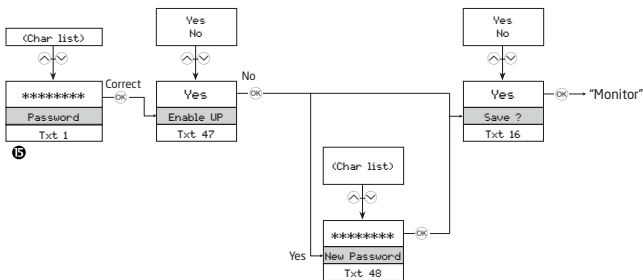 (Char list)
********
Password
Txt 1
15
Correct
OK
Yes
No
Yes
Enable UP
Txt 47
No
OK
Yes
(Char list)
********
New Password
Txt 48
OK
Yes
No
Yes
Save ?
Txt 16
OK
"Monitor"